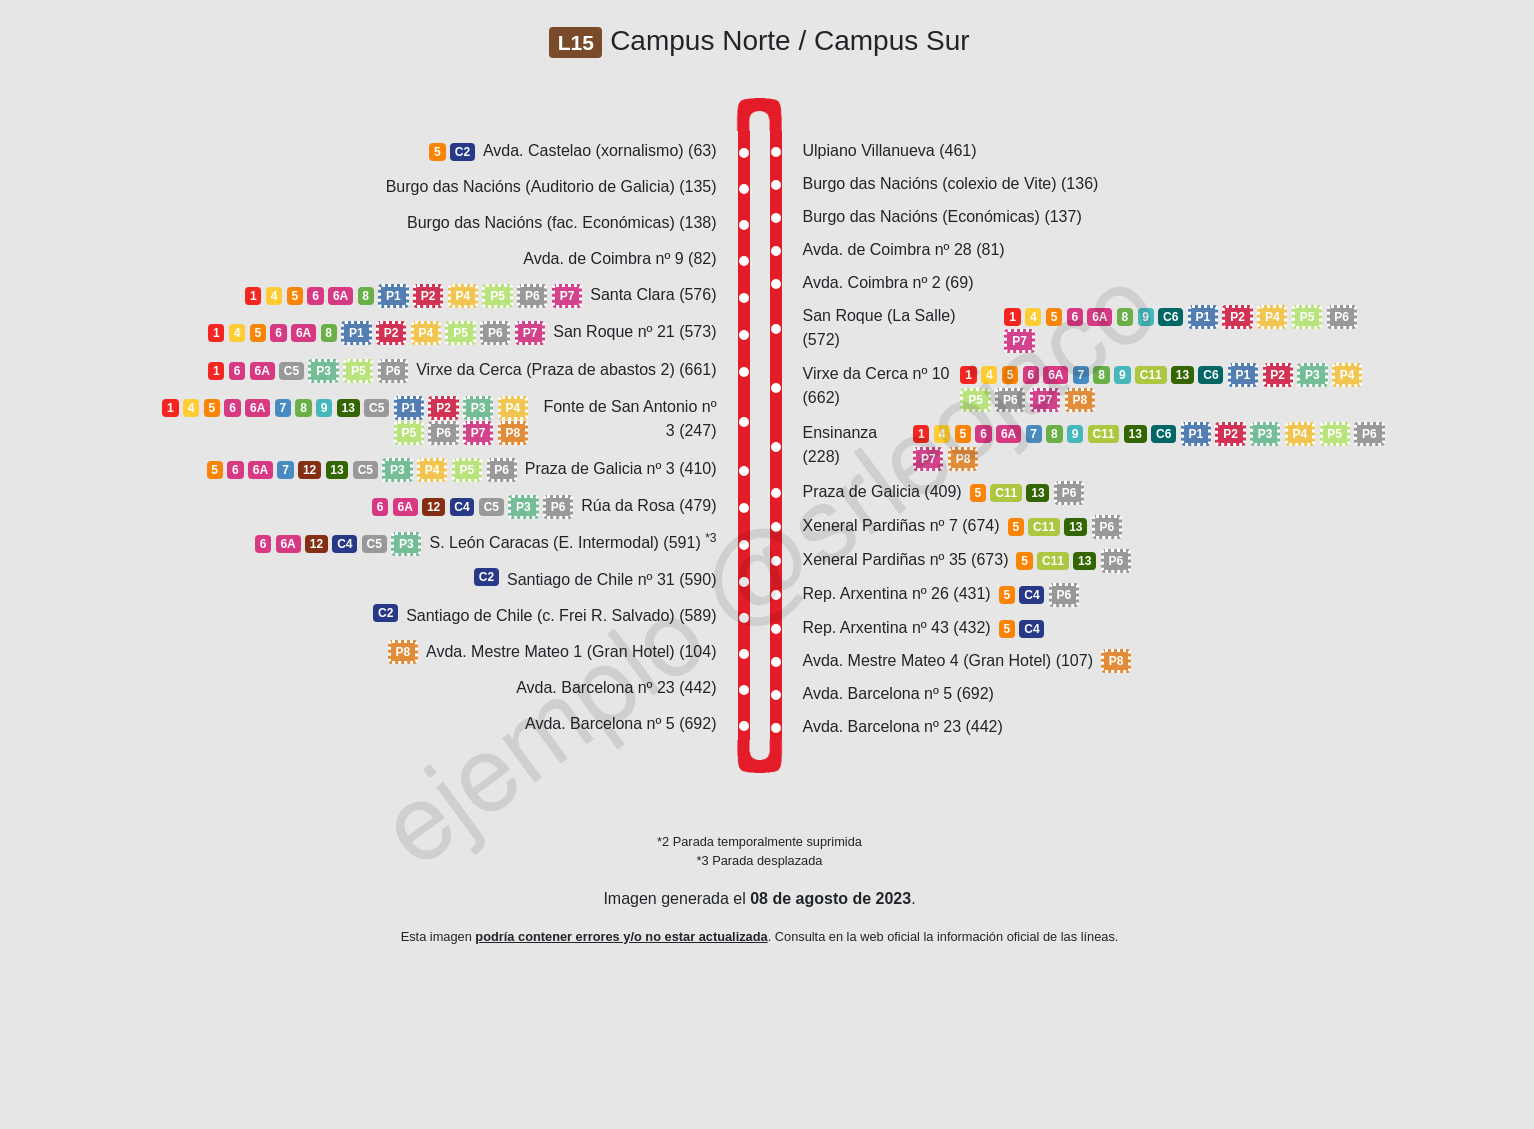 L15 Campus Norte / Campus Sur
5 C2 Avda. Castelao (xornalismo) (63)
Burgo das Nacións (Auditorio de Galicia) (135)
Burgo das Nacións (fac. Económicas) (138)
Avda. de Coimbra nº 9 (82)
1 4 5 6 6A 8 P1 P2 P4 P5 P6 P7 Santa Clara (576)
1 4 5 6 6A 8 P1 P2 P4 P5 P6 P7 San Roque nº 21 (573)
1 6 6A C5 P3 P5 P6 Virxe da Cerca (Praza de abastos 2) (661)
1 4 5 6 6A 7 8 9 13 C5 P1 P2 P3 P4 Fonte de San Antonio nº
P5 P6 P7 P8 3 (247)
5 6 6A 7 12 13 C5 P3 P4 P5 P6 Praza de Galicia nº 3 (410)
6 6A 12 C4 C5 P3 P6 Rúa da Rosa (479)
6 6A 12 C4 C5 P3 S. León Caracas (E. Intermodal) (591) *3
C2 Santiago de Chile nº 31 (590)
C2 Santiago de Chile (c. Frei R. Salvado) (589)
P8 Avda. Mestre Mateo 1 (Gran Hotel) (104)
Avda. Barcelona nº 23 (442)
Avda. Barcelona nº 5 (692)
Ulpiano Villanueva (461)
Burgo das Nacións (colexio de Vite) (136)
Burgo das Nacións (Económicas) (137)
Avda. de Coimbra nº 28 (81)
Avda. Coimbra nº 2 (69)
San Roque (La Salle) 1 4 5 6 6A 8 9 C6 P1 P2 P4 P5 P6
(572) P7
Virxe da Cerca nº 10 1 4 5 6 6A 7 8 9 C11 13 C6 P1 P2 P3 P4
(662) P5 P6 P7 P8
Ensinanza 1 4 5 6 6A 7 8 9 C11 13 C6 P1 P2 P3 P4 P5 P6
(228) P7 P8
Praza de Galicia (409) 5 C11 13 P6
Xeneral Pardiñas nº 7 (674) 5 C11 13 P6
Xeneral Pardiñas nº 35 (673) 5 C11 13 P6
Rep. Arxentina nº 26 (431) 5 C4 P6
Rep. Arxentina nº 43 (432) 5 C4
Avda. Mestre Mateo 4 (Gran Hotel) (107) P8
Avda. Barcelona nº 5 (692)
Avda. Barcelona nº 23 (442)
ejemplo @srleojaco
*2 Parada temporalmente suprimida
*3 Parada desplazada
Imagen generada el 08 de agosto de 2023.
Esta imagen podría contener errores y/o no estar actualizada. Consulta en la web oficial la información oficial de las líneas.